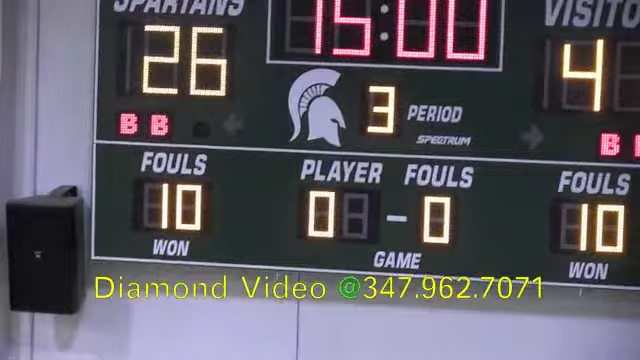 SPARTANS 15:00 VISITO
26 4
3 PERIOD
B B SPECTRUM B
FOULS PLAYER FOULS FOULS
10 0 - 0 10
WON GAME WON
Diamond Video @347.962.7071